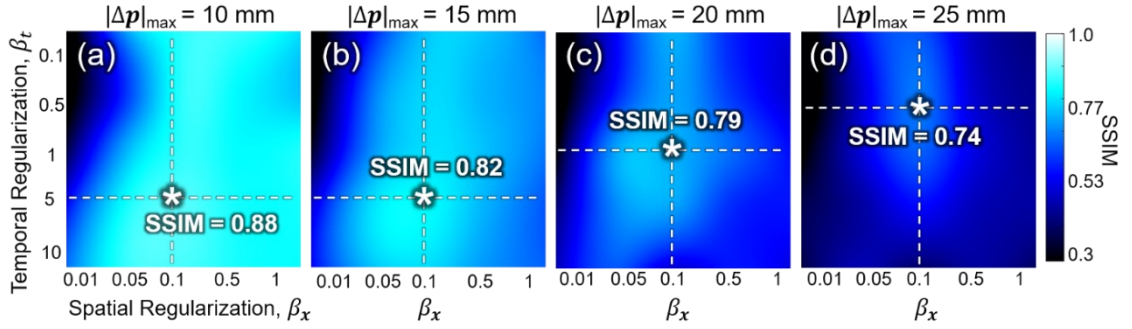 |Δp|max = 10 mm
|Δp|max = 15 mm
|Δp|max = 20 mm
|Δp|max = 25 mm
Temporal Regularization, βt
0.1
0.5
1
5
10
(a)
SSIM = 0.88
(b)
SSIM = 0.82
(c)
SSIM = 0.79
(d)
SSIM = 0.74
1.0
0.77
0.53
0.3
SSIM
0.01 0.05 0.1 0.5 1
0.01 0.05 0.1 0.5 1
0.01 0.05 0.1 0.5 1
0.01 0.05 0.1 0.5 1
Spatial Regularization, βx
βx
βx
βx